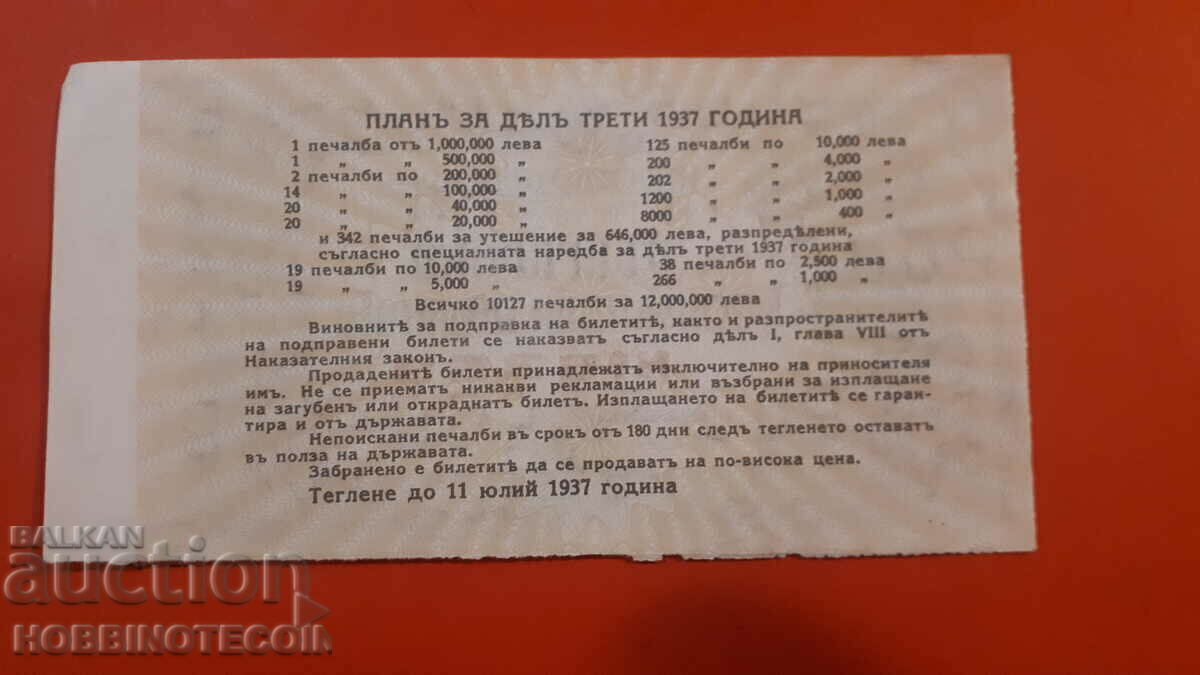 ПЛАНЪ ЗА ДѢЛЪ ТРЕТИ 1937 ГОДИНА
1 печалба отъ 1,000,000 лева
1 „ „ 500,000 „
2 печалби по 200,000 „
14 „ „ 100,000 „
20 „ „ 40,000 „
20 „ „ 20,000 „
125 печалби по 10,000 лева
200 „ „ 4,000 „
202 „ „ 2,000 „
1200 „ „ 1,000 „
8000 „ „ 400 „
и 342 печалби за утешение за 646,000 лева, разпредѣлени,
съгласно специалната наредба за дѣлъ трети 1937 година
19 печалби по 10,000 лева
19 „ „ 5,000 „
38 печалби по 2,500 лева
266 „ „ 1,000 „
Всичко 10127 печалби за 12,000,000 лева
Виновнитѣ за подправка на билетитѣ, както и разпространителитѣ
на подправени билети се наказватъ съгласно дѣлъ I, глава VIII отъ
Наказателния законъ.
Продаденитѣ билети принадлежатъ изключително на приносителя
имъ. Не се приематъ никакви рекламации или възбрани за изплащане
на загубенъ или откраднатъ билетъ. Изплащането на билетитѣ се гаран-
тира и отъ държавата.
Непоискани печалби въ срокъ отъ 180 дни следъ тегленето оставатъ
въ полза на държавата.
Забранено е билетитѣ да се продаватъ на по-висока цена.
Теглене до 11 юлий 1937 година
BALKAN
auction
HOBBINOTECOIN